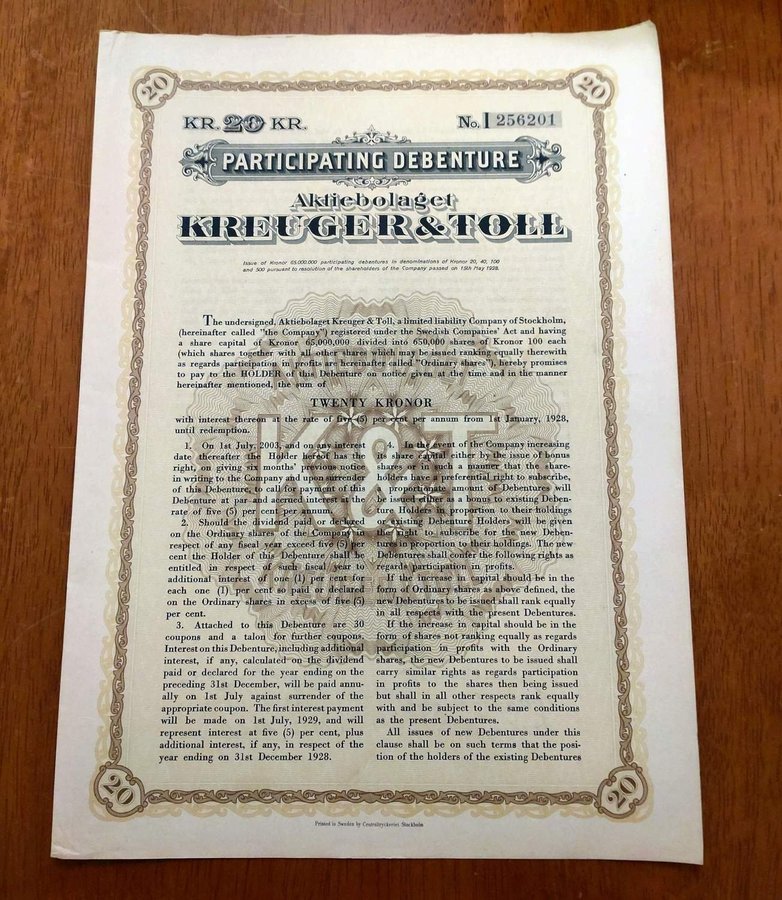 20
20
KR. 20 KR.
No. I 256201
PARTICIPATING DEBENTURE
Aktiebolaget
KREUGER & TOLL
Issue of Kronor 65,000,000 participating debentures in denominations of Kronor 20, 40, 100
and 500 pursuant to resolution of the shareholders of the Company passed on 15th May 1928.
The undersigned, Aktiebolaget Kreuger & Toll, a limited liability Company of Stockholm,
(hereinafter called "the Company") registered under the Swedish Companies' Act and having
a share capital of Kronor 65,000,000 divided into 650,000 shares of Kronor 100 each
(which shares together with all other shares which may be issued ranking equally therewith
as regards participation in profits are hereinafter called "Ordinary shares"), hereby promises
to pay to the HOLDER of this Debenture on notice given at the time and in the manner
hereinafter mentioned, the sum of
TWENTY KRONOR
with interest thereon at the rate of five (5) per cent per annum from 1st January, 1928,
until redemption.
1. On 1st July, 2003, and on any interest
date thereafter the Holder hereof has the
right, on giving six months' previous notice
in writing to the Company and on surrender
of this Debenture, to call for payment of this
Debenture at par and accrued interest at the
rate of five (5) per cent per annum.
2. Should the dividend paid or declared
on the Ordinary shares of the Company in
respect of any fiscal year exceed five (5) per
cent the Holder of this Debenture shall be
entitled in respect of such fiscal year to
additional interest of one (1) per cent for
each one (1) per cent so paid or declared
on the Ordinary shares in excess of five (5)
per cent.
3. Attached to this Debenture are 30
coupons and a talon for further coupons.
Interest on this Debenture, including additional
interest, if any, calculated on the dividend
paid or declared for the year ending on the
preceding 31st December, will be paid annu-
ally on 1st July against surrender of the
appropriate coupon. The first interest payment
will be made on 1st July, 1929, and will
represent interest at five (5) per cent, plus
additional interest, if any, in respect of the
year ending on 31st December 1928.
4. In the event of the Company increasing
its share capital either by the issue of bonus
shares or in such a manner that the share-
holders have preferential right to subscribe,
a proportionate amount of Debentures will
be issued either as a bonus to existing Deben-
ture Holders in proportion to their holdings
or existing Debenture Holders will be given
the right to subscribe for the new Deben-
tures in proportion to their holdings. The new
Debentures shall confer the following rights as
regards participation in profits.
If the increase in capital should be in the
form of Ordinary shares as above defined, the
new Debentures to be issued shall rank equally
in all respects with the present Debentures.
If the increase in capital should be in the
form of shares not ranking equally as regards
participation in profits with the Ordinary
shares, the new Debentures to be issued shall
carry similar rights as regards participation
in profits to the shares then being issued
but shall in all other respects rank equally
with and be subject to the same conditions
as the present Debentures.
All issues of new Debentures under this
clause shall be on such terms that the posi-
tion of the holders of the existing Debentures
K&T
20
20
Printed in Sweden by Centraltryckeriet Stockholm